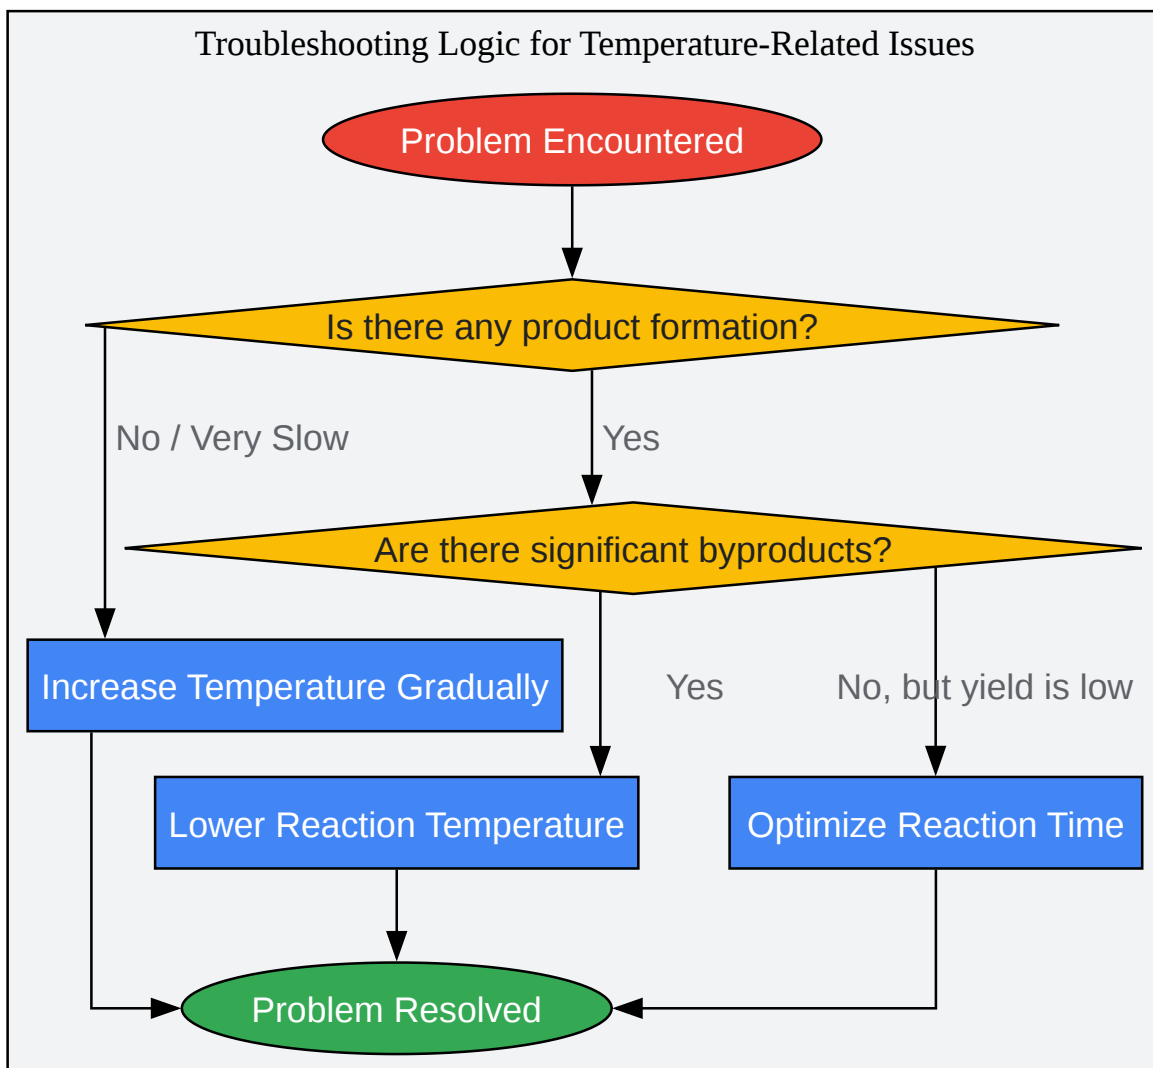 Troubleshooting Logic for Temperature-Related Issues
Problem Encountered
Is there any product formation?
No / Very Slow
Yes
Are there significant byproducts?
Increase Temperature Gradually
Yes
No, but yield is low
Lower Reaction Temperature
Optimize Reaction Time
Problem Resolved